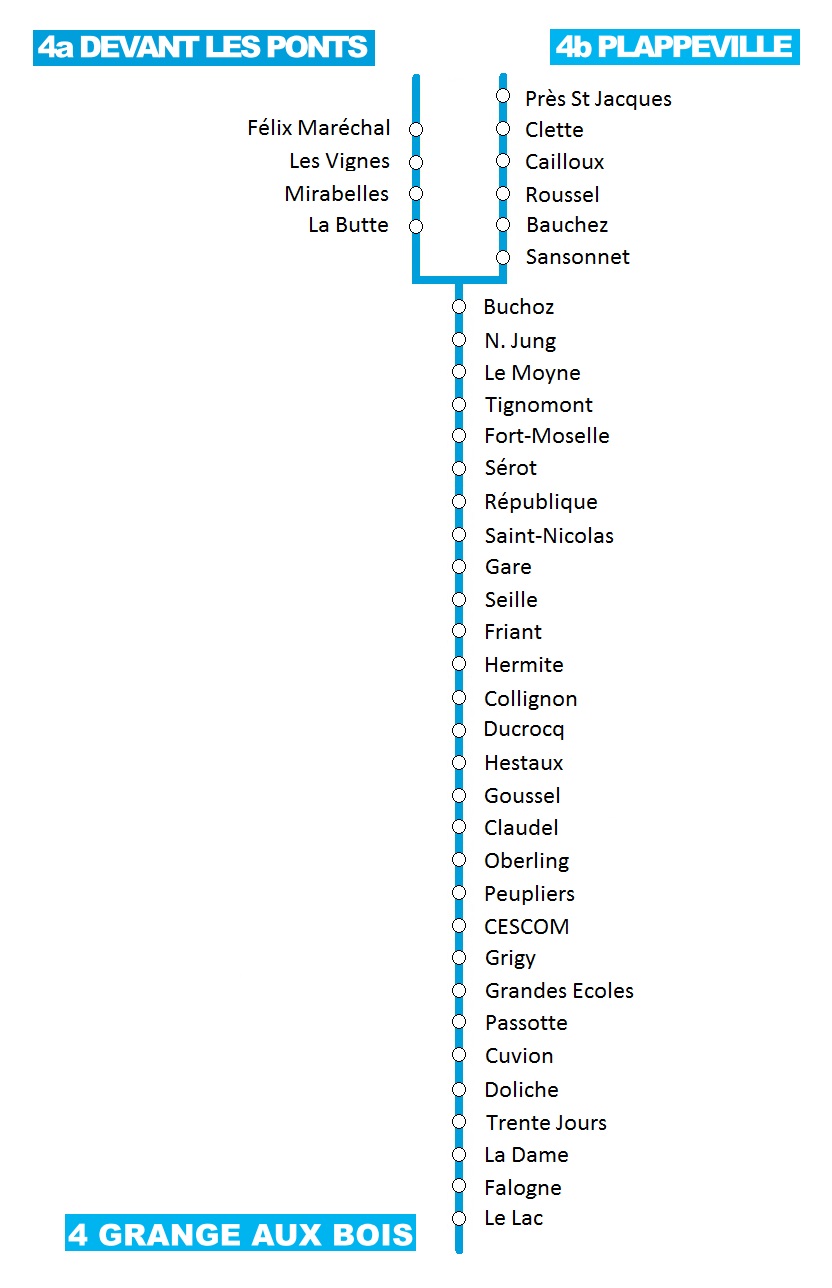 4a DEVANT LES PONTS
4b PLAPPEVILLE
Félix Maréchal
Les Vignes
Mirabelles
La Butte
Près St Jacques
Clette
Cailloux
Roussel
Bauchez
Sansonnet
Buchoz
N. Jung
Le Moyne
Tignomont
Fort-Moselle
Sérot
République
Saint-Nicolas
Gare
Seille
Friant
Hermite
Collignon
Ducrocq
Hestaux
Goussel
Claudel
Oberling
Peupliers
CESCOM
Grigy
Grandes Ecoles
Passotte
Cuvion
Doliche
Trente Jours
La Dame
Falogne
Le Lac
4 GRANGE AUX BOIS